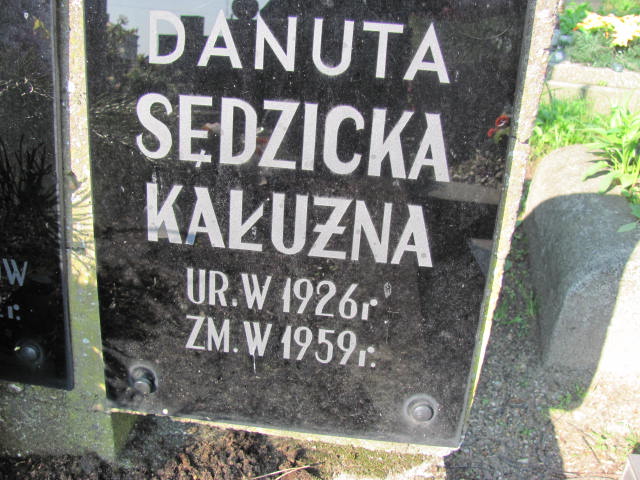 DANUTA
SĘDZICKA
KAŁUŻNA
UR. W 1926 r.
ZM. W 1959 r.
W
r.